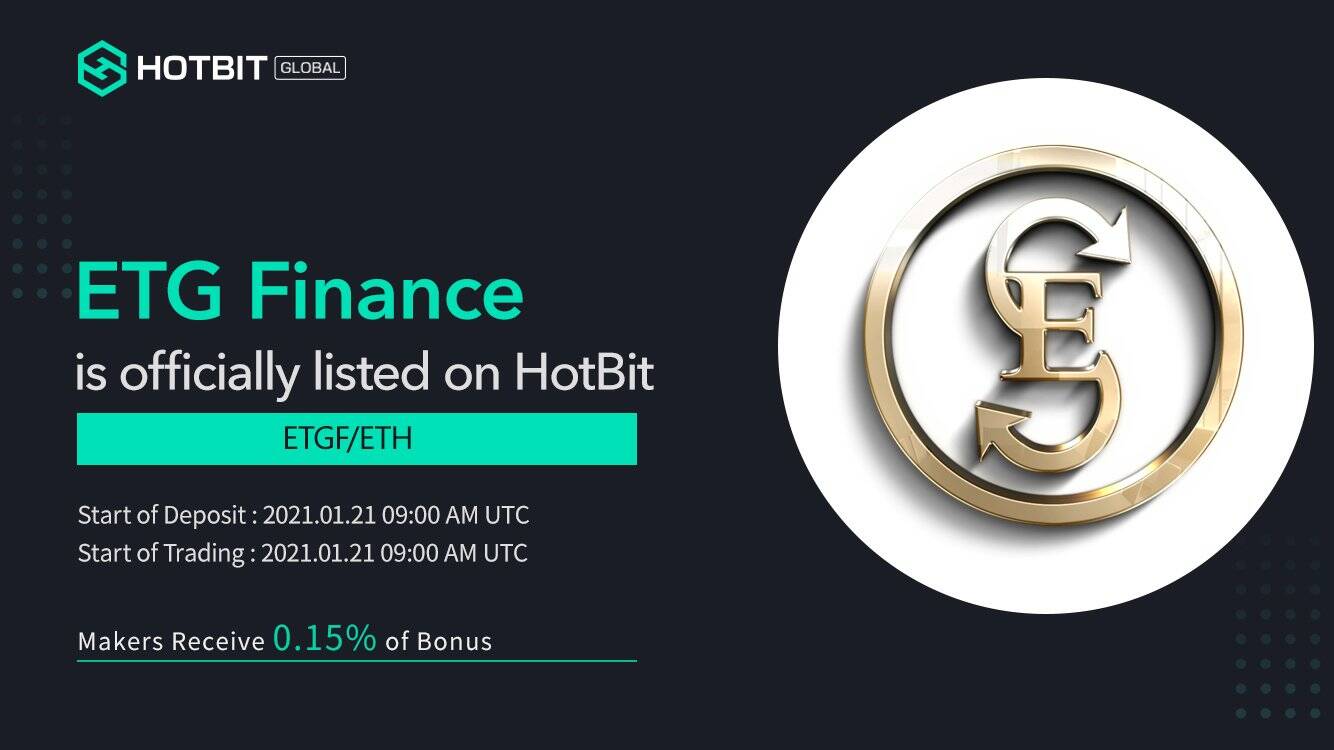 HOTBIT GLOBAL
ETG Finance
is officially listed on HotBit
ETGF/ETH
Start of Deposit : 2021.01.21 09:00 AM UTC
Start of Trading : 2021.01.21 09:00 AM UTC
Makers Receive 0.15% of Bonus
E